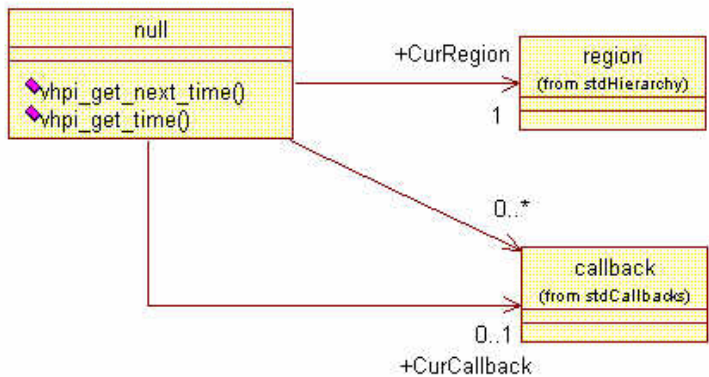 null
vhpi_get_next_time()
vhpi_get_time()
+CurRegion
1
region
(from stdHierarchy)
0..*
callback
(from stdCallbacks)
0..1
+CurCallback